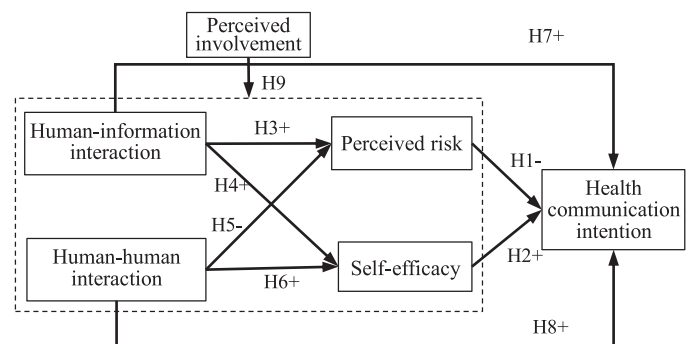 Perceived
involvement
H7+
H9
Human-information
interaction
H3+
Perceived risk
H1-
H4+
Health
communication
intention
H5-
Human-human
interaction
H6+
Self-efficacy
H2+
H8+